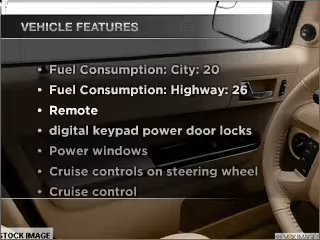 VEHICLE FEATURES
• Fuel Consumption: City: 20
• Fuel Consumption: Highway: 26
• Remote
• digital keypad power door locks
• Power windows
• Cruise controls on steering wheel
• Cruise control
STOCK IMAGE